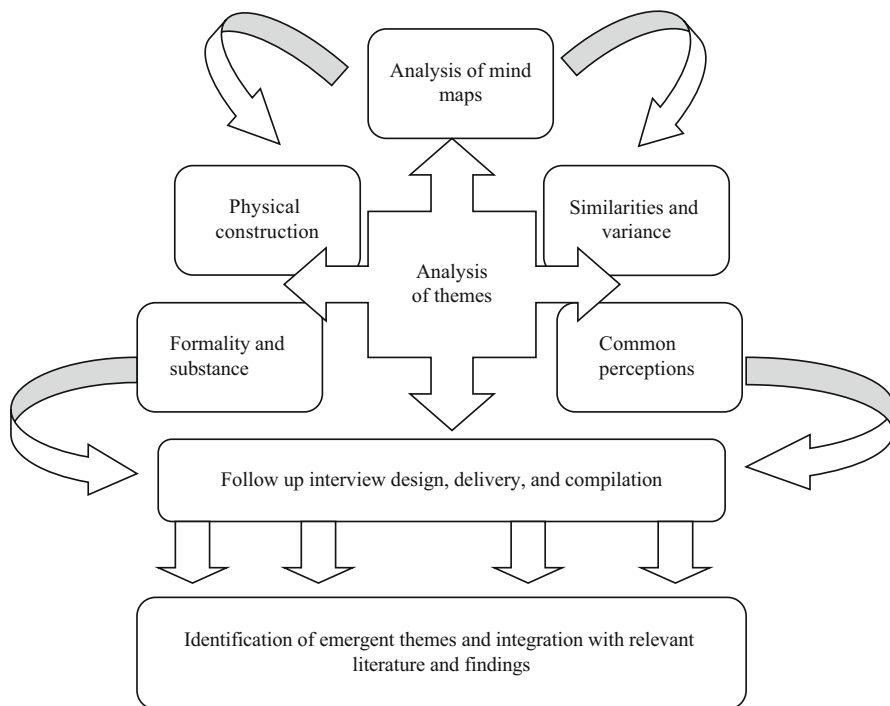 Analysis of mind
maps
Physical
construction
Similarities and
variance
Analysis
of themes
Formality and
substance
Common
perceptions
Follow up interview design, delivery, and compilation
Identification of emergent themes and integration with relevant
literature and findings